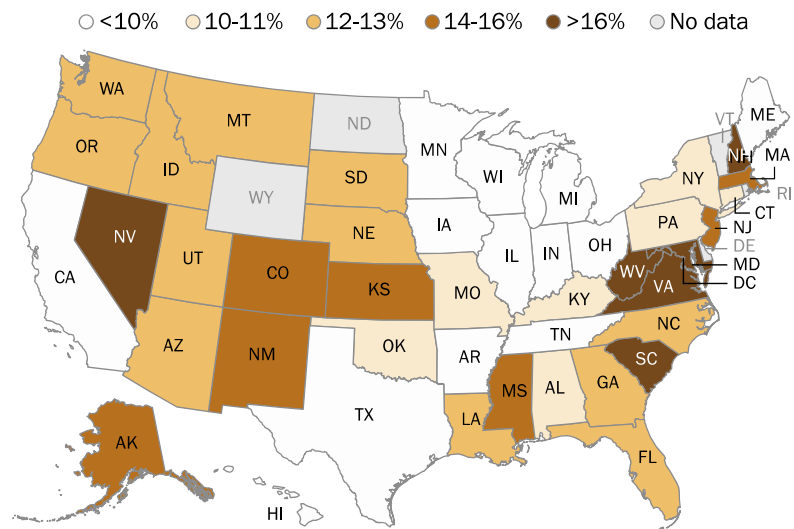 <10% 10-11% 12-13% 14-16% >16% No data
WA
MT
ND
ME
VT
OR
MN
NH
MA
ID
SD
WI
NY
RI
WY
MI
CT
IA
PA
NJ
NE
NV
OH
DE
UT
IL
IN
MD
CA
CO
WV
DC
KS
MO
VA
KY
NC
TN
AZ
OK
NM
AR
SC
MS
AL
GA
TX
LA
AK
FL
HI